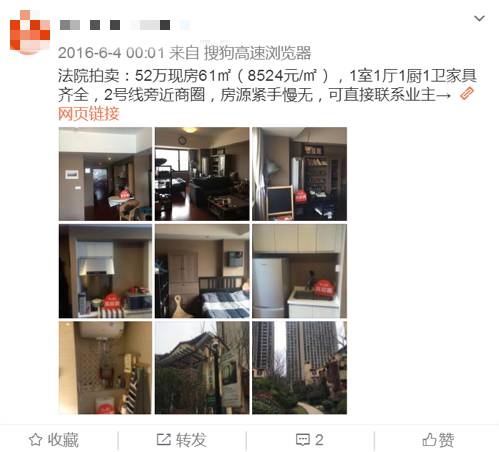 2016-6-4 00:01 来自 搜狗高速浏览器
法院拍卖：52万现房61㎡（8524元/㎡），1室1厅1厨1卫家具
齐全，2号线旁近商圈，房源紧手慢无，可直接联系业主→
网页链接
收藏
转发
2
赞